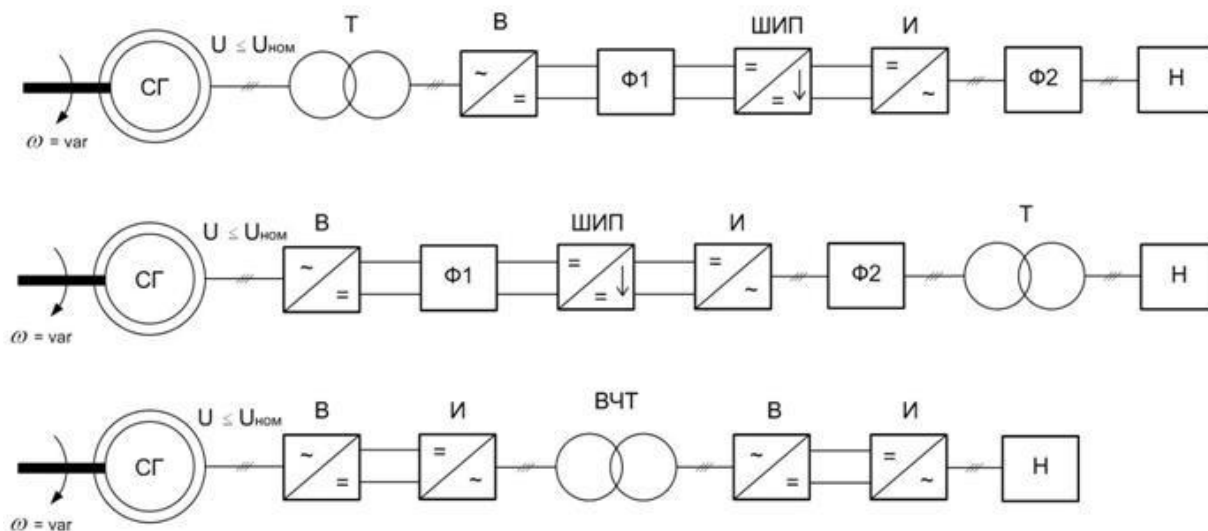 Т В ШИП И
U ≤ Uном
СГ Ф1 Ф2 Н
~ = = = = ~
ω = var
В ШИП И Т
U ≤ Uном
СГ Ф1 Ф2 Н
~ = = = = ~
ω = var
В И ВЧТ В И
U ≤ Uном
СГ Н
~ = = ~ ~ = = ~
ω = var